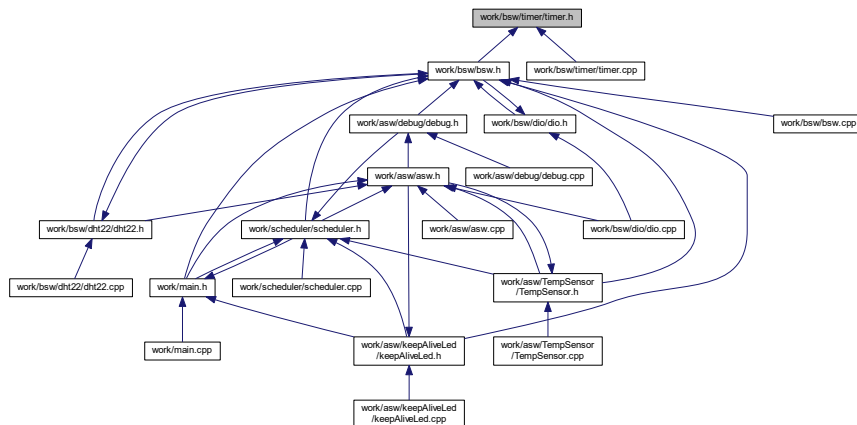 work/bsw/timer/timer.h
work/bsw/bsw.h
work/bsw/timer/timer.cpp
work/asw/debug/debug.h
work/bsw/dio/dio.h
work/bsw/bsw.cpp
work/asw/asw.h
work/asw/debug/debug.cpp
work/bsw/dht22/dht22.h
work/scheduler/scheduler.h
work/asw/asw.cpp
work/bsw/dio/dio.cpp
work/bsw/dht22/dht22.cpp
work/main.h
work/scheduler/scheduler.cpp
work/asw/TempSensor
/TempSensor.h
work/main.cpp
work/asw/keepAliveLed
/keepAliveLed.h
work/asw/TempSensor
/TempSensor.cpp
work/asw/keepAliveLed
/keepAliveLed.cpp